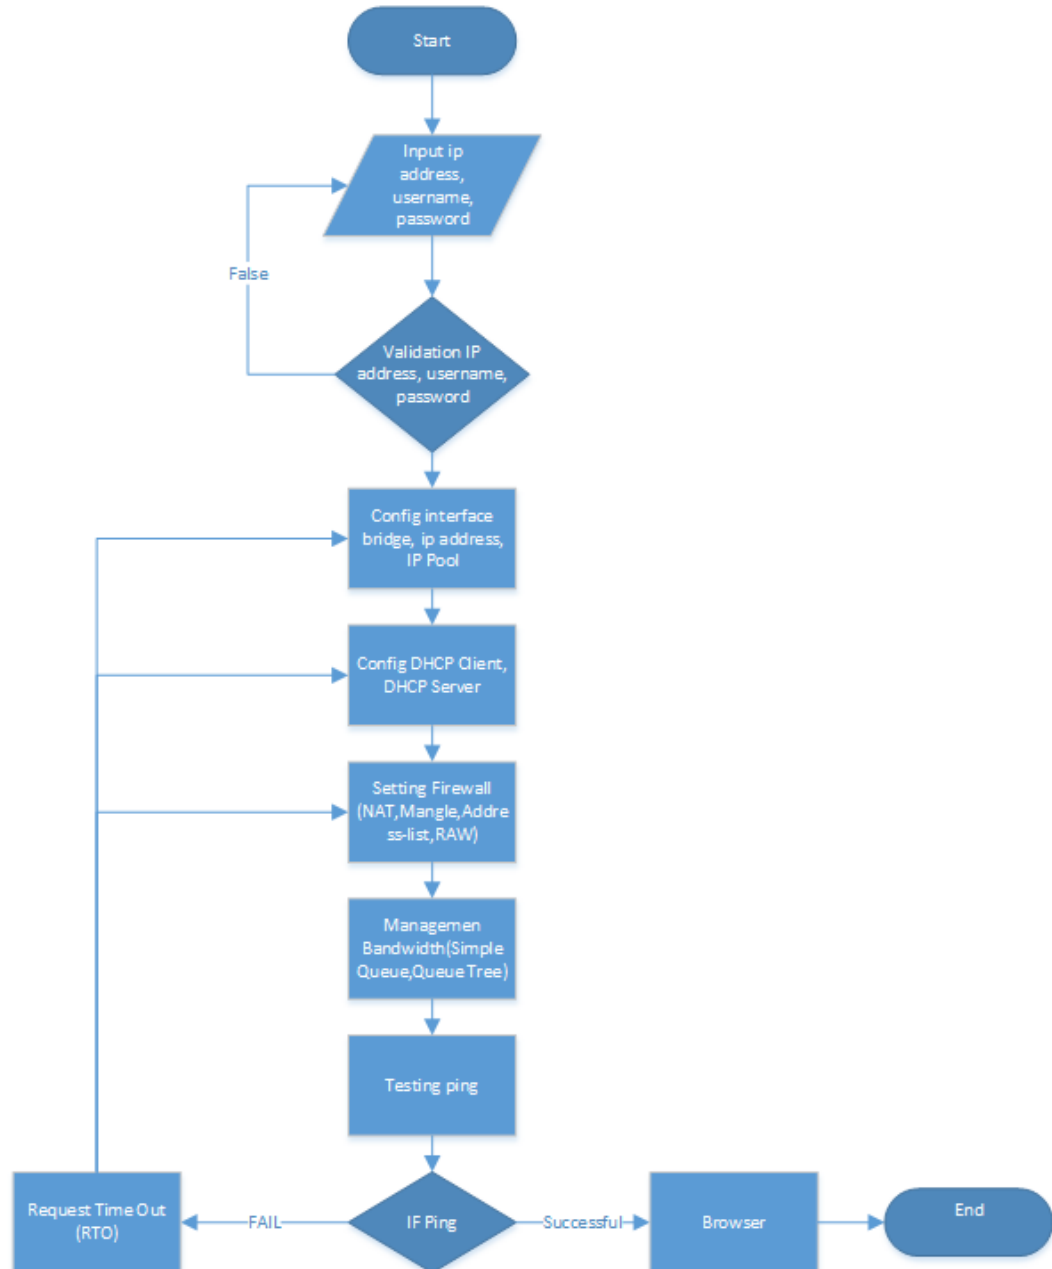 Start
Input ip
address,
username,
password
False
Validation IP
address, username,
password
Config interface
bridge, ip address,
IP Pool
Config DHCP Client,
DHCP Server
Setting Firewall
(NAT,Mangle,Addre
ss-list,RAW)
Managemen
Bandwidth(Simple
Queue,Queue Tree)
Testing ping
Request Time Out
(RTO)
FAIL
IF Ping
Successful
Browser
End